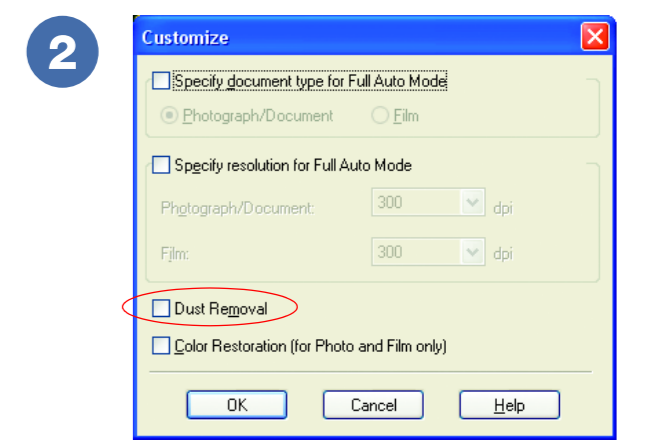 2
Customize
Specify document type for Full Auto Mode
Photograph/Document Film
Specify resolution for Full Auto Mode
Photograph/Document: 300 dpi
Film: 300 dpi
Dust Removal
Color Restoration (for Photo and Film only)
OK Cancel Help